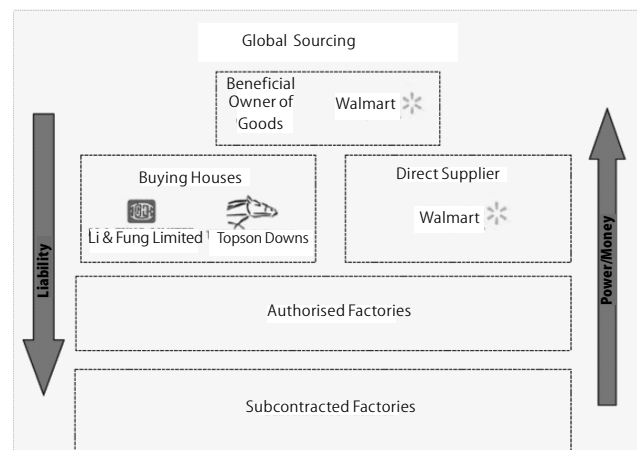 Global Sourcing
Beneficial
Owner of
Goods
Walmart
Buying Houses
Li & Fung Limited
Topson Downs
Direct Supplier
Walmart
Liability
Power/Money
Authorised Factories
Subcontracted Factories